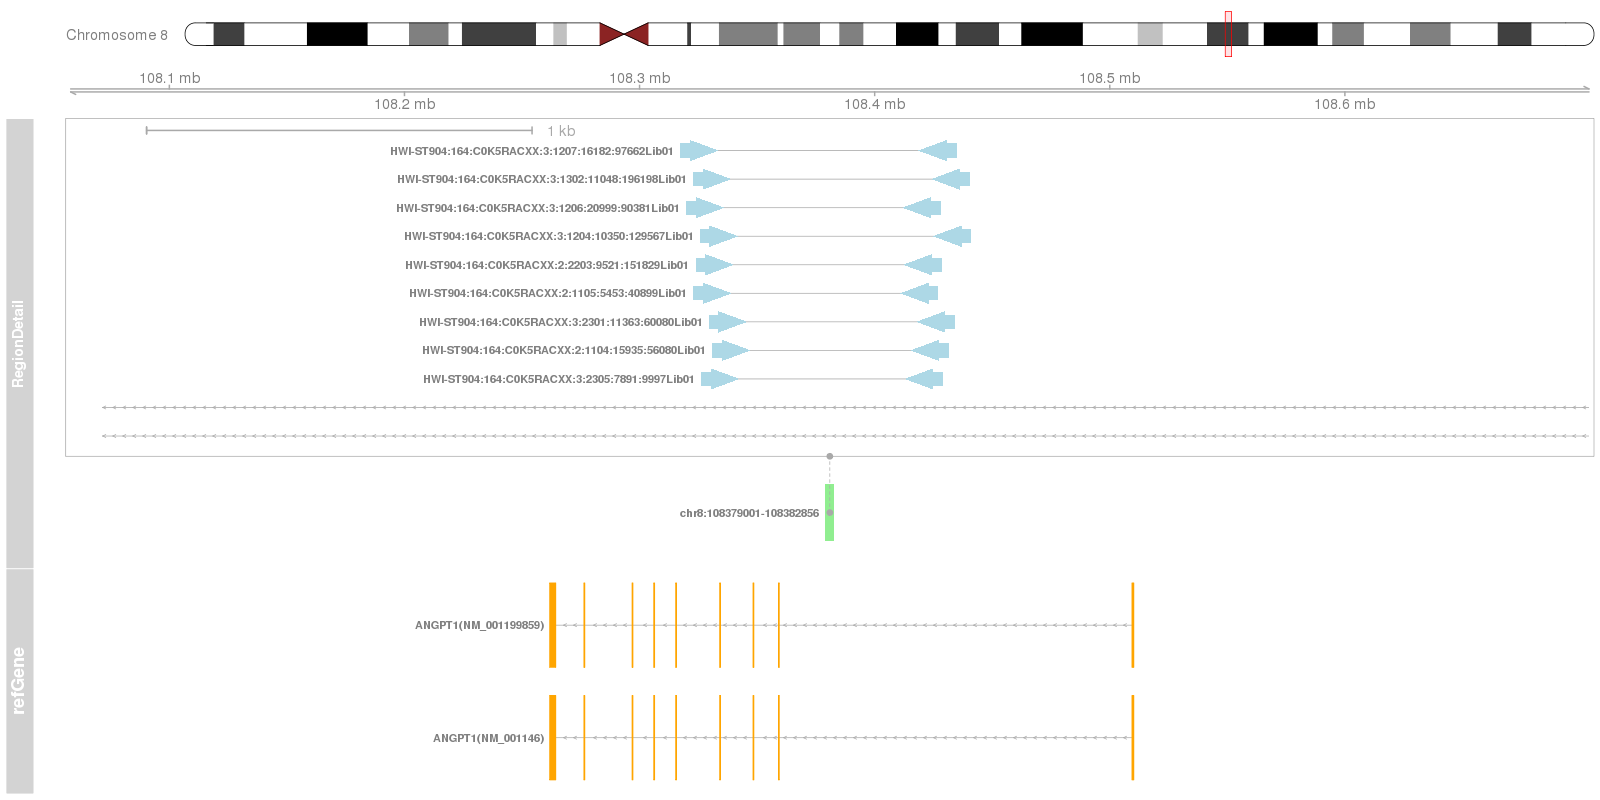 Chromosome 8
108.1 mb
108.3 mb
108.5 mb
108.2 mb
108.4 mb
108.6 mb
RegionDetail
1 kb
HWI-ST904:164:C0K5RACXX:3:1207:16182:97662Lib01
HWI-ST904:164:C0K5RACXX:3:1302:11048:196198Lib01
HWI-ST904:164:C0K5RACXX:3:1206:20999:90381Lib01
HWI-ST904:164:C0K5RACXX:3:1204:10350:129567Lib01
HWI-ST904:164:C0K5RACXX:2:2203:9521:151829Lib01
HWI-ST904:164:C0K5RACXX:2:1105:5453:40899Lib01
HWI-ST904:164:C0K5RACXX:3:2301:11363:60080Lib01
HWI-ST904:164:C0K5RACXX:2:1104:15935:56080Lib01
HWI-ST904:164:C0K5RACXX:3:2305:7891:9997Lib01
chr8:108379001-108382856
refGene
ANGPT1(NM_001199859)
ANGPT1(NM_001146)